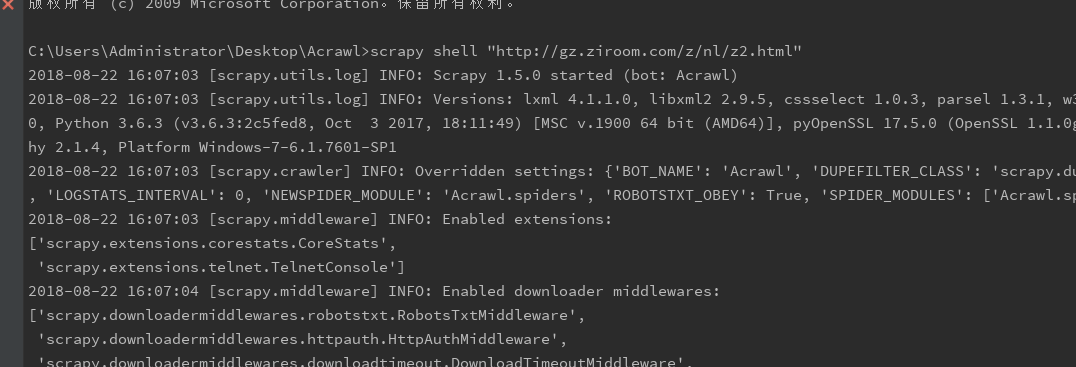 版权所有 (c) 2009 Microsoft Corporation。保留所有权利。
C:\Users\Administrator\Desktop\Acrawl>scrapy shell "http://gz.ziroom.com/z/nl/z2.html"
2018-08-22 16:07:03 [scrapy.utils.log] INFO: Scrapy 1.5.0 started (bot: Acrawl)
2018-08-22 16:07:03 [scrapy.utils.log] INFO: Versions: lxml 4.1.1.0, libxml2 2.9.5, cssselect 1.0.3, parsel 1.3.1, w3
0, Python 3.6.3 (v3.6.3:2c5fed8, Oct  3 2017, 18:11:49) [MSC v.1900 64 bit (AMD64)], pyOpenSSL 17.5.0 (OpenSSL 1.1.0g
hy 2.1.4, Platform Windows-7-6.1.7601-SP1
2018-08-22 16:07:03 [scrapy.crawler] INFO: Overridden settings: {'BOT_NAME': 'Acrawl', 'DUPEFILTER_CLASS': 'scrapy.du
, 'LOGSTATS_INTERVAL': 0, 'NEWSPIDER_MODULE': 'Acrawl.spiders', 'ROBOTSTXT_OBEY': True, 'SPIDER_MODULES': ['Acrawl.sp
2018-08-22 16:07:03 [scrapy.middleware] INFO: Enabled extensions:
['scrapy.extensions.corestats.CoreStats',
 'scrapy.extensions.telnet.TelnetConsole']
2018-08-22 16:07:04 [scrapy.middleware] INFO: Enabled downloader middlewares:
['scrapy.downloadermiddlewares.robotstxt.RobotsTxtMiddleware',
 'scrapy.downloadermiddlewares.httpauth.HttpAuthMiddleware',
 'scrapy.downloadermiddlewares.downloadtimeout.DownloadTimeoutMiddleware',